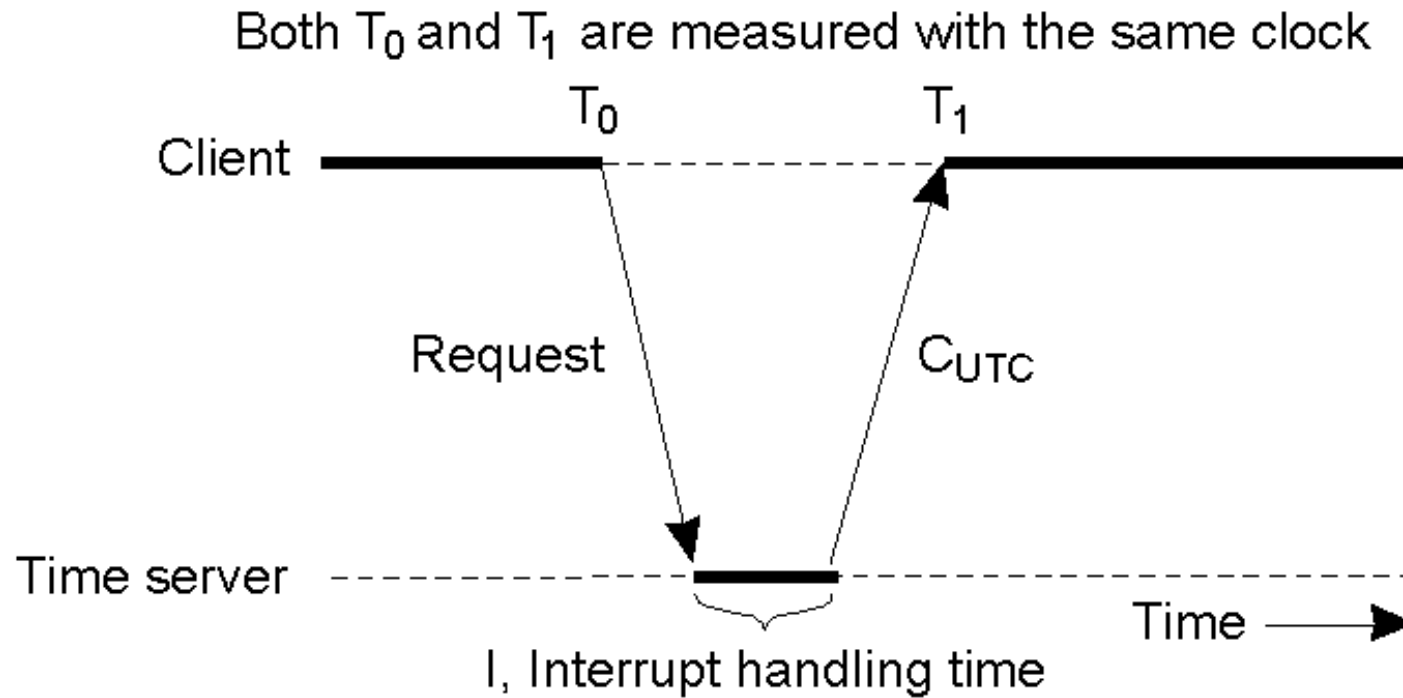 Both T₀ and T₁ are measured with the same clock
T₀
T₁
Client
Request
C_UTC
Time server
Time
I, Interrupt handling time